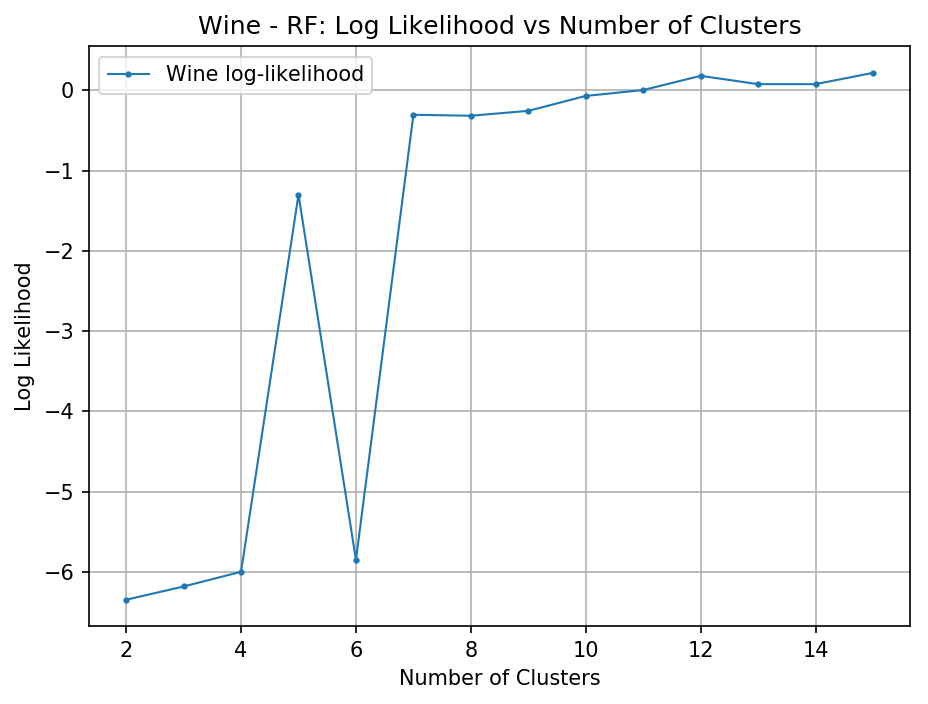 Wine - RF: Log Likelihood vs Number of Clusters
Wine log-likelihood
0
−1
−2
−3
−4
−5
−6
Log Likelihood
2 4 6 8 10 12 14
Number of Clusters